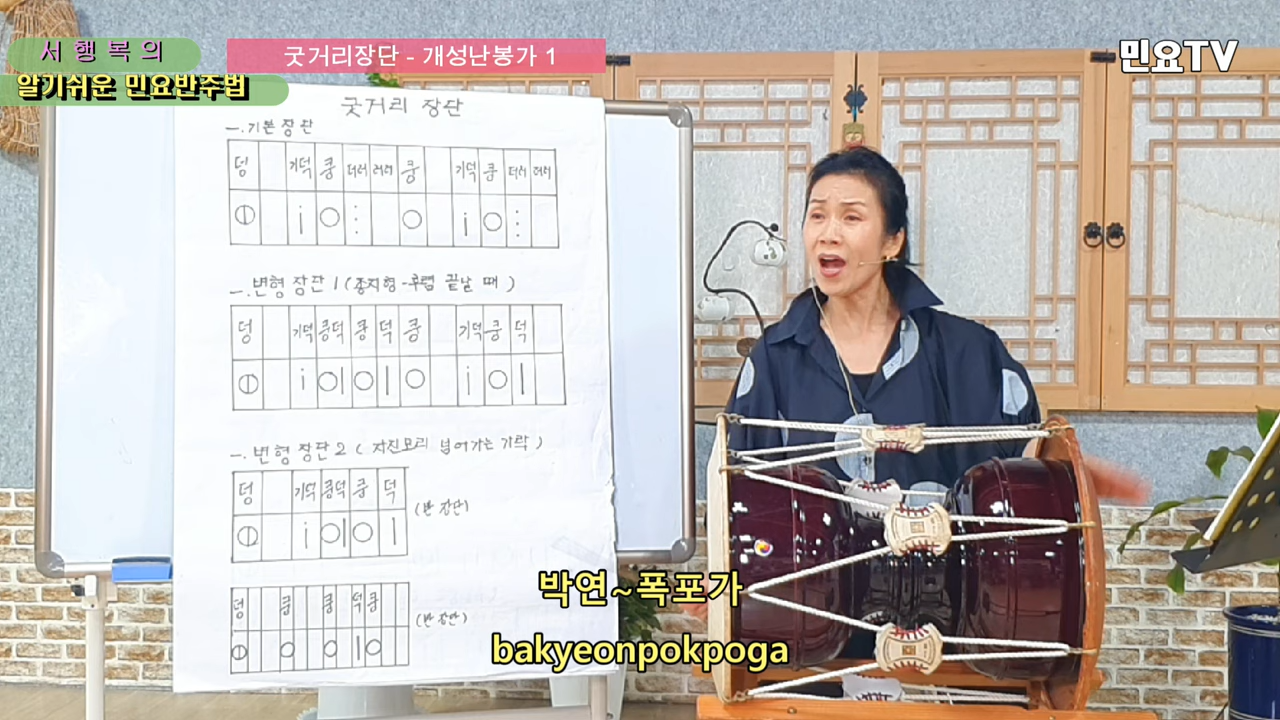 서 행 복 의
알기쉬운 민요반주법
굿거리장단 - 개성난봉가 1
민요TV
굿거리 장단
一. 기본 장단
덩 기덕 쿵 더러 러러 쿵 기덕 쿵 더러 러러
一. 변형 장단 1 (종지형-후렴 끝날 때)
덩 기덕 쿵덕 쿵 덕 쿵 기덕 쿵 덕
一. 변형 장단 2 ( 자진모리 넘어가는 가락 )
덩 기덕 쿵덕 쿵 덕
(반 장단)
덩 쿵 쿵 덕 쿵
(반 장단)
박연~폭포가
bakyeonpokpoga